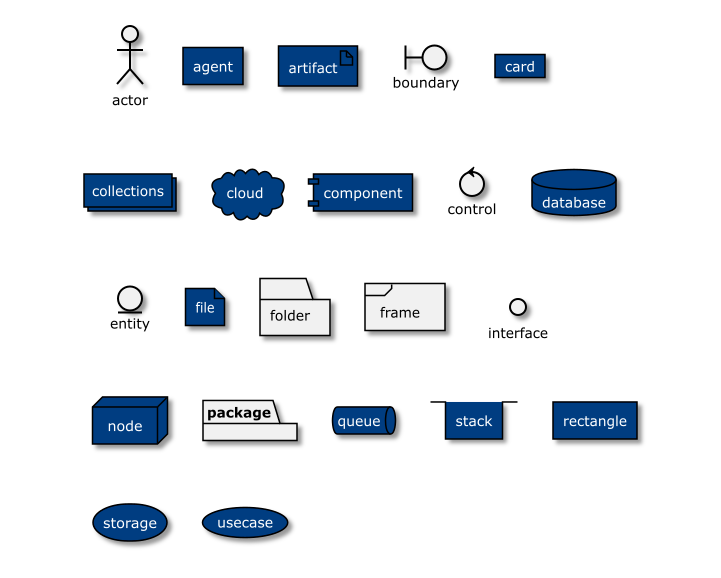 actor
agent
artifact
boundary
card
collections
cloud
component
control
database
entity
file
folder
frame
interface
node
package
queue
stack
rectangle
storage
usecase